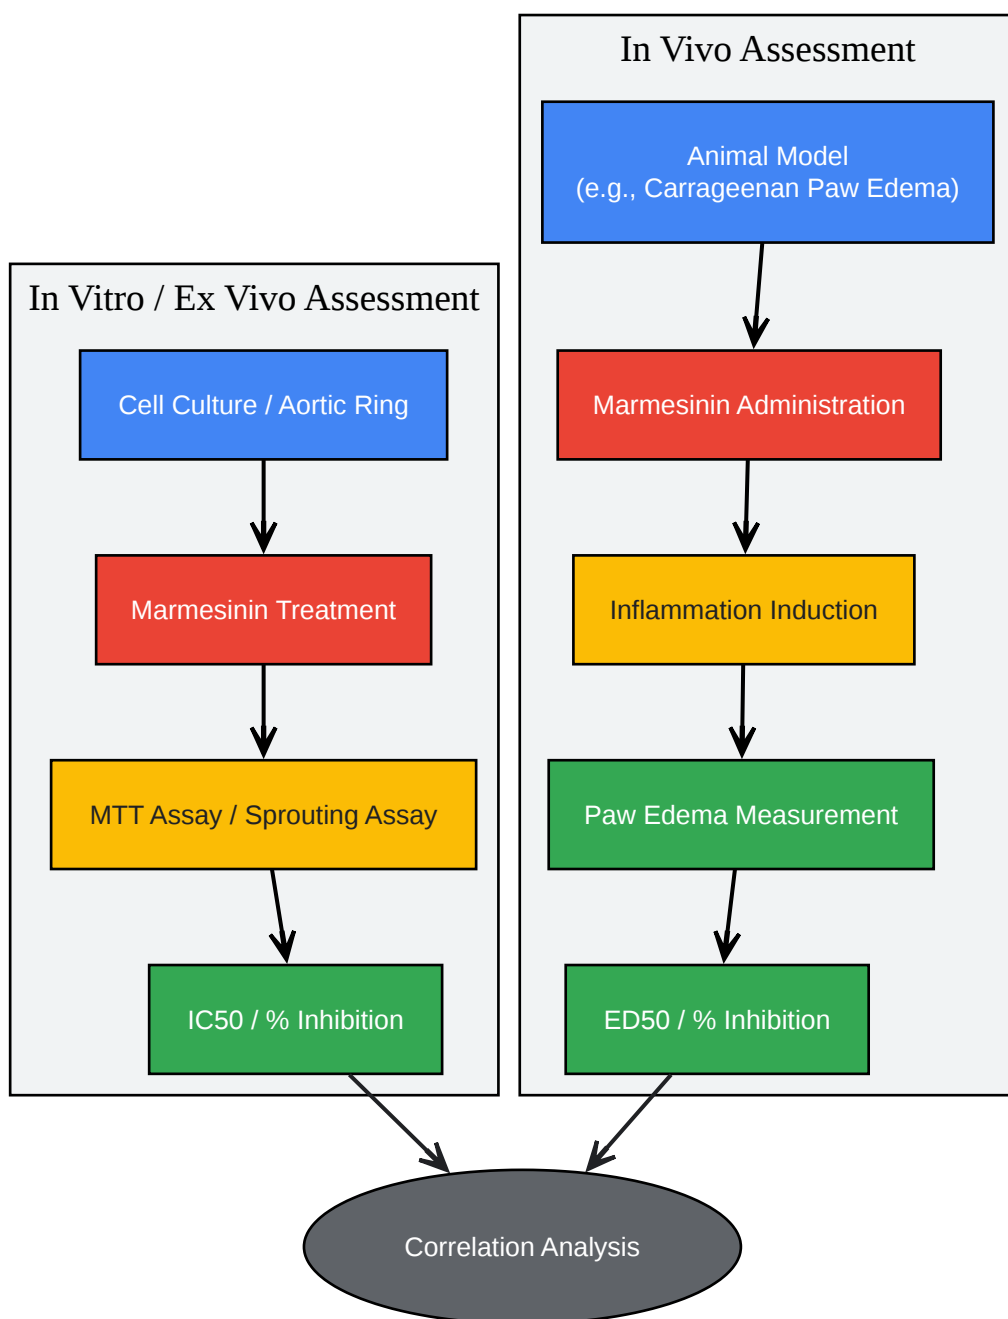 In Vitro / Ex Vivo Assessment
Cell Culture / Aortic Ring
Marmesinin Treatment
MTT Assay / Sprouting Assay
IC50 / % Inhibition
In Vivo Assessment
Animal Model
(e.g., Carrageenan Paw Edema)
Marmesinin Administration
Inflammation Induction
Paw Edema Measurement
ED50 / % Inhibition
Correlation Analysis